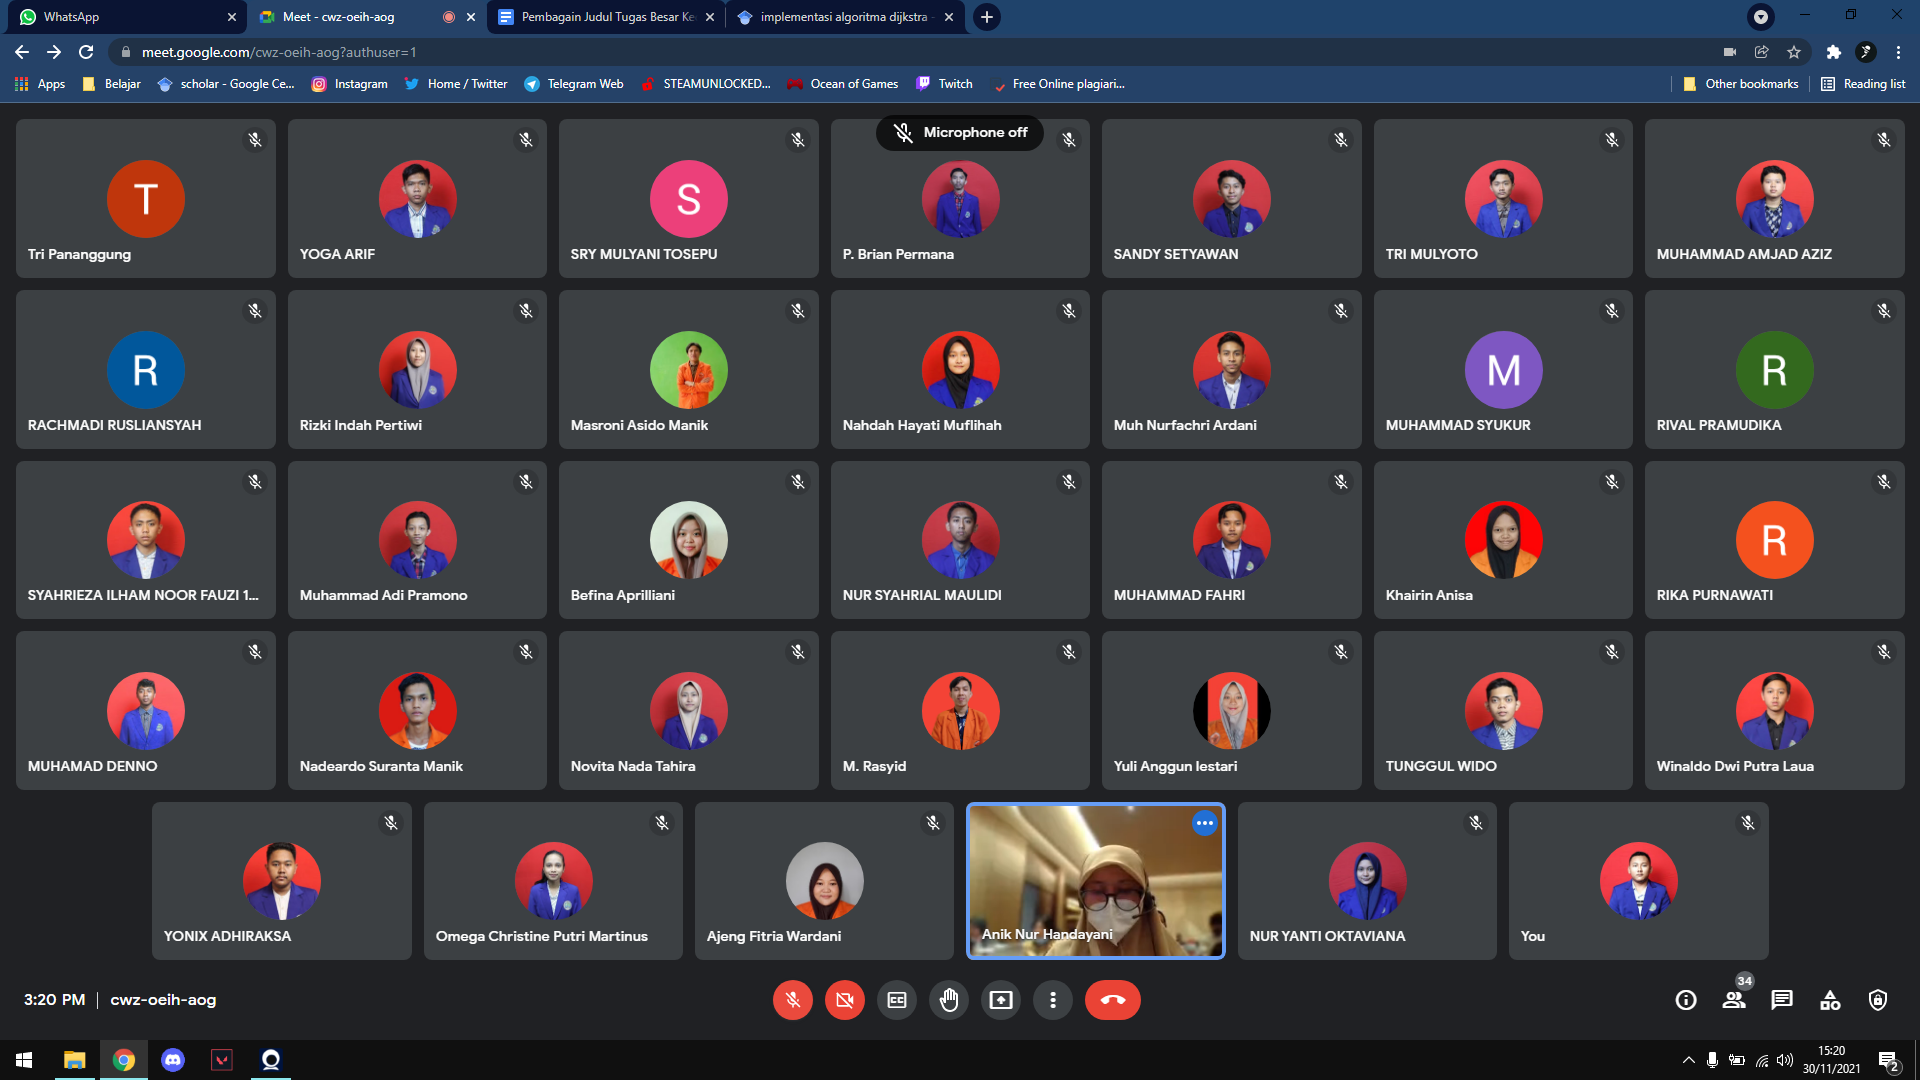 WhatsApp
Meet - cwz-oeih-aog
Pembagain Judul Tugas Besar Ke
implementasi algoritma dijkstra -
meet.google.com/cwz-oeih-aog?authuser=1
Apps
Belajar
scholar - Google Ce...
Instagram
Home / Twitter
Telegram Web
STEAMUNLOCKED...
Ocean of Games
Twitch
Free Online plagiari...
Other bookmarks
Reading list
Microphone off
T
S
Tri Pananggung
YOGA ARIF
SRY MULYANI TOSEPU
P. Brian Permana
SANDY SETYAWAN
TRI MULYOTO
MUHAMMAD AMJAD AZIZ
R
M
R
RACHMADI RUSLIANSYAH
Rizki Indah Pertiwi
Masroni Asido Manik
Nahdah Hayati Muflihah
Muh Nurfachri Ardani
MUHAMMAD SYUKUR
RIVAL PRAMUDIKA
R
SYAHRIEZA ILHAM NOOR FAUZI 1...
Muhammad Adi Pramono
Befina Aprilliani
NUR SYAHRIAL MAULIDI
MUHAMMAD FAHRI
Khairin Anisa
RIKA PURNAWATI
MUHAMAD DENNO
Nadeardo Suranta Manik
Novita Nada Tahira
M. Rasyid
Yuli Anggun lestari
TUNGGUL WIDO
Winaldo Dwi Putra Laua
YONIX ADHIRAKSA
Omega Christine Putri Martinus
Ajeng Fitria Wardani
Anik Nur Handayani
NUR YANTI OKTAVIANA
You
3:20 PM | cwz-oeih-aog
34
15:20
30/11/2021
2